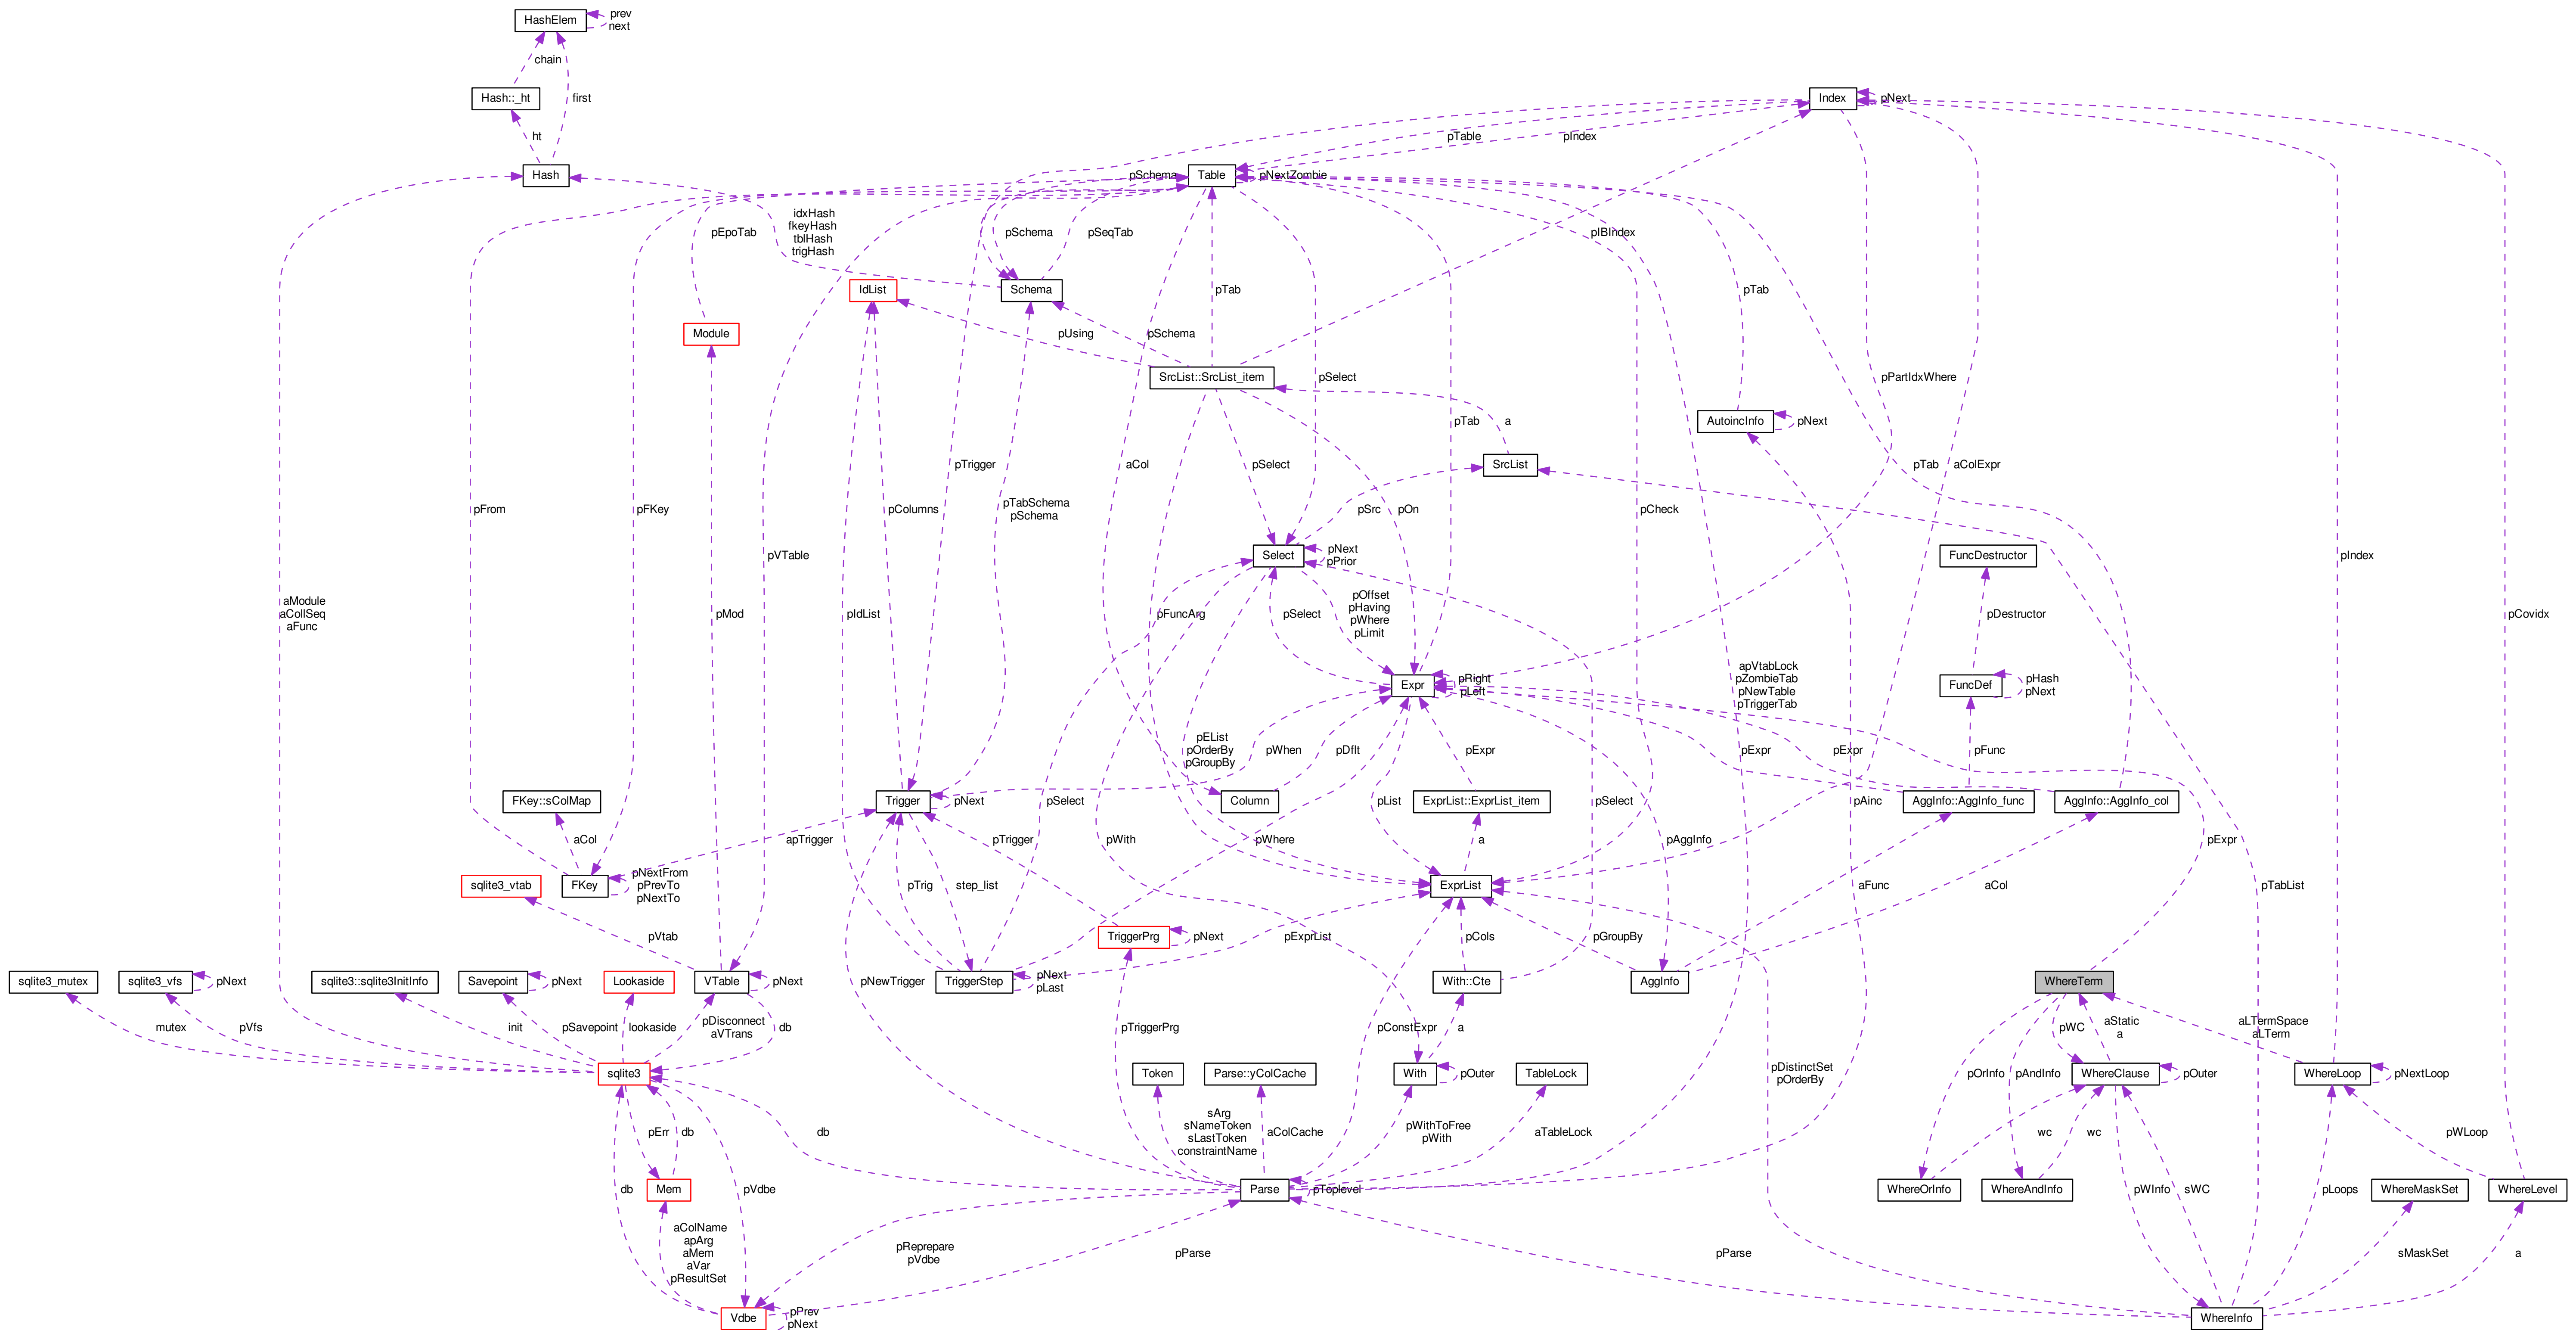 HashElem
prev
next
chain
Hash::_ht
first
Index
pNext
ht
pTable
pIndex
Hash
pSchema
Table
pNextZombie
idxHash
fkeyHash
tblHash
trigHash
pEpoTab
pSchema
pSeqTab
pIBIndex
IdList
Schema
pTab
pTab
Module
pUsing
pSchema
SrcList::SrcList_item
pSelect
pPartIdxWhere
AutoincInfo
pNext
a
pTab
aCol
pTrigger
pSelect
SrcList
pTab
aColExpr
pFrom
pFKey
pColumns
pTabSchema
pSchema
pSrc
pOn
pCheck
pVTable
Select
pNext
pPrior
FuncDestructor
pIndex
aModule
aCollSeq
aFunc
pMod
pIdList
pFuncArg
pSelect
pOffset
pHaving
pWhere
pLimit
pDestructor
pCovidx
apVtabLock
pZombieTab
pNewTable
pTriggerTab
Expr
pRight
pLeft
FuncDef
pHash
pNext
pEList
pOrderBy
pGroupBy
pWhen
pDflt
pExpr
pExpr
pExpr
pFunc
FKey::sColMap
Trigger
pNext
pSelect
Column
pList
ExprList::ExprList_item
pSelect
pAinc
AggInfo::AggInfo_func
AggInfo::AggInfo_col
aCol
apTrigger
pTrigger
pWith
pWhere
a
pAggInfo
pExpr
sqlite3_vtab
FKey
pNextFrom
pPrevTo
pNextTo
pTrig
step_list
ExprList
aFunc
aCol
pTabList
pVtab
TriggerPrg
pNext
pExprList
pCols
pGroupBy
sqlite3_mutex
sqlite3_vfs
pNext
sqlite3::sqlite3InitInfo
Savepoint
pNext
Lookaside
VTable
pNext
pNewTrigger
TriggerStep
pNext
pLast
With::Cte
AggInfo
WhereTerm
mutex
pVfs
init
pSavepoint
lookaside
pDisconnect
aVTrans
db
pTriggerPrg
pConstExpr
a
pWC
aStatic
a
aLTermSpace
aLTerm
sqlite3
Token
Parse::yColCache
With
pOuter
TableLock
pDistinctSet
pOrderBy
pOrInfo
pAndInfo
WhereClause
pOuter
WhereLoop
pNextLoop
pErr
db
db
sArg
sNameToken
sLastToken
constraintName
aColCache
pWithToFree
pWith
aTableLock
wc
wc
pWLoop
db
Mem
pVdbe
Parse
pToplevel
WhereOrInfo
WhereAndInfo
pWInfo
sWC
pLoops
WhereMaskSet
WhereLevel
aColName
apArg
aMem
aVar
pResultSet
pReprepare
pVdbe
pParse
pParse
sMaskSet
a
Vdbe
pPrev
pNext
WhereInfo